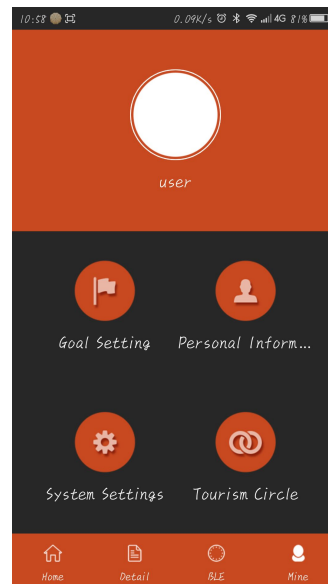 10:58 0.09K/s 4G 81%
user
Goal Setting Personal Inform...
System Settings Tourism Circle
Home Detail BLE Mine